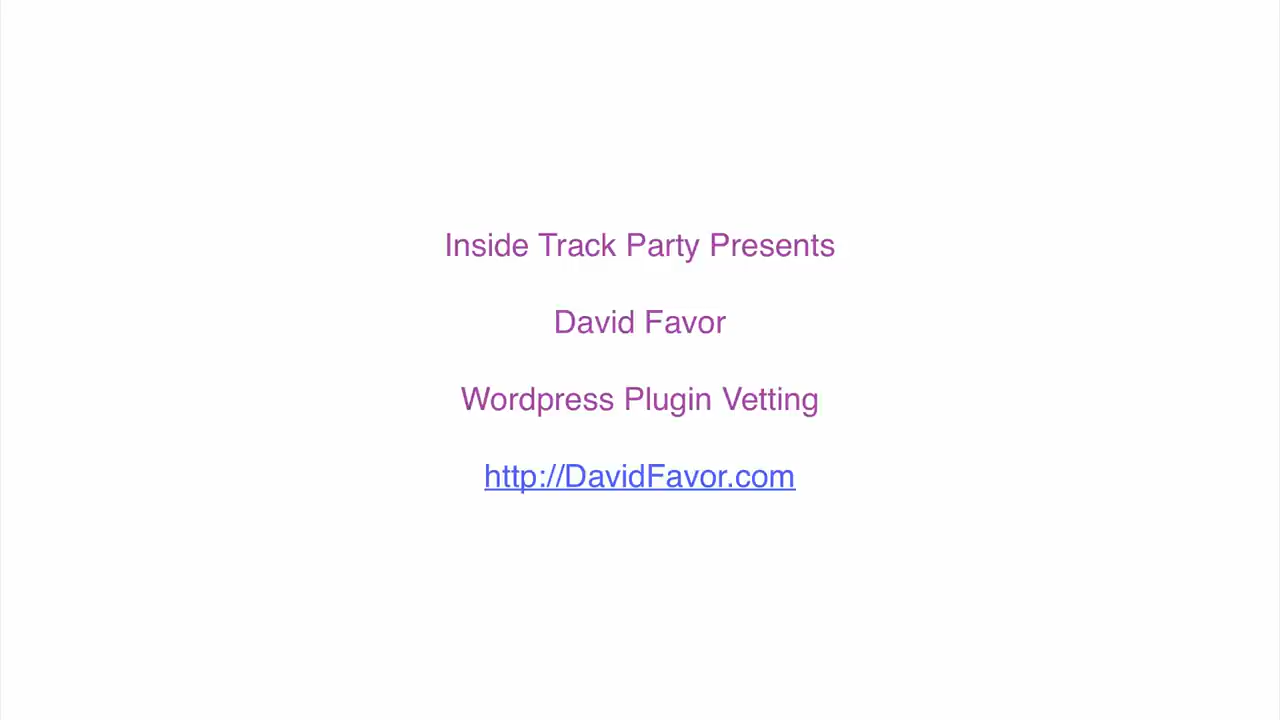 Inside Track Party Presents
David Favor
Wordpress Plugin Vetting
http://DavidFavor.com